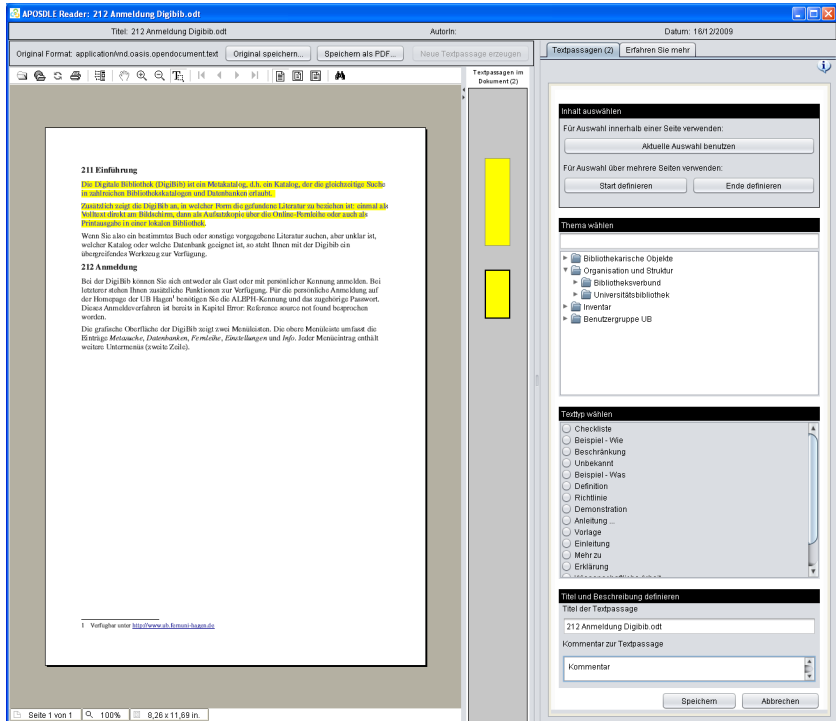 APOSDLE Reader: 212 Anmeldung Digibib.odt
Titel: 212 Anmeldung Digibib.odt
AutorIn:
Datum: 16/12/2009
Original Format: application/vnd.oasis.opendocument.text
Original speichern...
Speichern als PDF...
Neue Textpassage erzeugen
Textpassagen im
Dokument (2)
211 Einführung
Die Digitale Bibliothek (DigiBib) ist ein Metakatalog, d.h. ein Katalog, der die gleichzeitige Suche
in zahlreichen Bibliothekskatalogen und Datenbanken erlaubt.
Zusätzlich zeigt die DigiBib an, in welcher Form die gefundene Literatur zu beziehen ist: einmal als
Volltext direkt am Bildschirm, dann als Aufsatzkopie über die Online-Fernleihe oder auch als
Printausgabe in einer lokalen Bibliothek.
Wenn Sie also ein bestimmtes Buch oder sonstige vorgegebene Literatur suchen, aber unklar ist,
welcher Katalog oder welche Datenbank geeignet ist, so steht Ihnen mit der Digibib ein
übergreifendes Werkzeug zur Verfügung.
212 Anmeldung
Bei der DigiBib können Sie sich entweder als Gast oder mit persönlicher Kennung anmelden. Bei
letzterer stehen Ihnen zusätzliche Funktionen zur Verfügung. Für die persönliche Anmeldung auf
der Homepage der UB Hagen¹ benötigen Sie die ALEPH-Kennung und das zugehörige Passwort.
Dieses Anmeldeverfahren ist bereits in Kapitel Error: Reference source not found besprochen
worden.
Die grafische Oberfläche der DigiBib zeigt zwei Menüleisten. Die obere Menüleiste umfasst die
Einträge Metasuche, Datenbanken, Fernleihe, Einstellungen und Info. Jeder Menüeintrag enthält
weitere Untermenüs (zweite Zeile).
1 Verfügbar unter http://www.ub.fernuni-hagen.de
Seite 1 von 1
100%
8,26 x 11,69 in.
Textpassagen (2)
Erfahren Sie mehr
Inhalt auswählen
Für Auswahl innerhalb einer Seite verwenden:
Aktuelle Auswahl benutzen
Für Auswahl über mehrere Seiten verwenden:
Start definieren
Ende definieren
Thema wählen
Bibliothekarische Objekte
Organisation und Struktur
Bibliotheksverbund
Universitätsbibliothek
Inventar
Benutzergruppe UB
Texttyp wählen
Checkliste
Beispiel - Wie
Beschränkung
Unbekannt
Beispiel - Was
Definition
Richtlinie
Demonstration
Anleitung ...
Vorlage
Einleitung
Mehr zu
Erklärung
Titel und Beschreibung definieren
Titel der Textpassage
212 Anmeldung Digibib.odt
Kommentar zur Textpassage
Kommentar
Speichern
Abbrechen